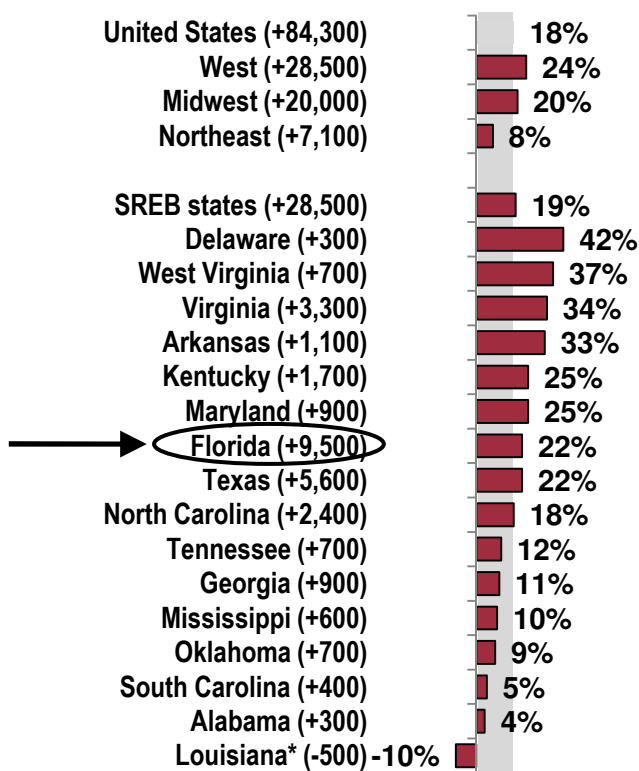 United States (+84,300) 18%
West (+28,500) 24%
Midwest (+20,000) 20%
Northeast (+7,100) 8%
SREB states (+28,500) 19%
Delaware (+300) 42%
West Virginia (+700) 37%
Virginia (+3,300) 34%
Arkansas (+1,100) 33%
Kentucky (+1,700) 25%
Maryland (+900) 25%
Florida (+9,500) 22%
Texas (+5,600) 22%
North Carolina (+2,400) 18%
Tennessee (+700) 12%
Georgia (+900) 11%
Mississippi (+600) 10%
Oklahoma (+700) 9%
South Carolina (+400) 5%
Alabama (+300) 4%
Louisiana* (-500) -10%